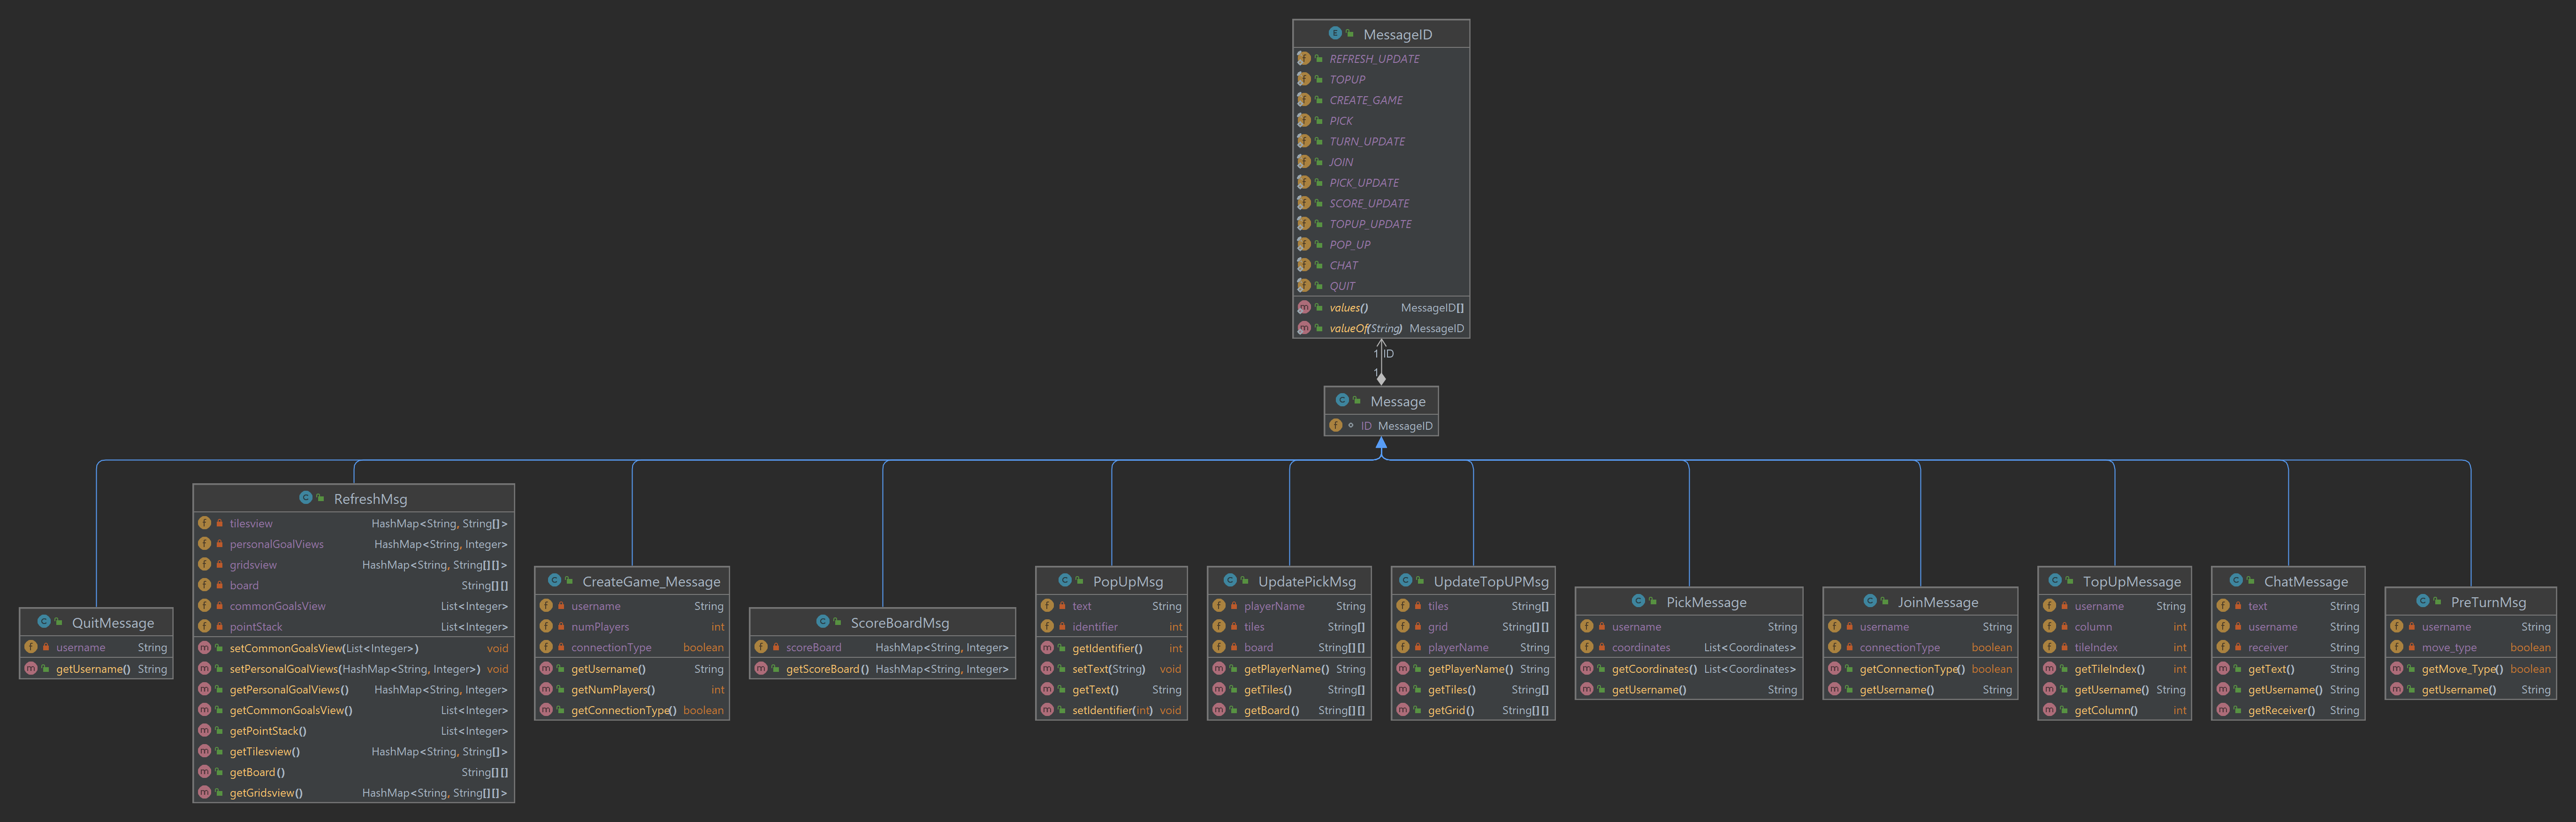 MessageID
REFRESH_UPDATE
TOPUP
CREATE_GAME
PICK
TURN_UPDATE
JOIN
PICK_UPDATE
SCORE_UPDATE
TOPUP_UPDATE
POP_UP
CHAT
QUIT
values() MessageID[]
valueOf(String) MessageID
1 ID
1
Message
ID MessageID
QuitMessage
username String
getUsername() String
RefreshMsg
tilesview HashMap<String, String[]>
personalGoalViews HashMap<String, Integer>
gridsview HashMap<String, String[][]>
board String[][]
commonGoalsView List<Integer>
pointStack List<Integer>
setCommonGoalsView(List<Integer>) void
setPersonalGoalViews(HashMap<String, Integer>) void
getPersonalGoalViews() HashMap<String, Integer>
getCommonGoalsView() List<Integer>
getPointStack() List<Integer>
getTilesview() HashMap<String, String[]>
getBoard() String[][]
getGridsview() HashMap<String, String[][]>
CreateGame_Message
username String
numPlayers int
connectionType boolean
getUsername() String
getNumPlayers() int
getConnectionType() boolean
ScoreBoardMsg
scoreBoard HashMap<String, Integer>
getScoreBoard() HashMap<String, Integer>
PopUpMsg
text String
identifier int
getIdentifier() int
setText(String) void
getText() String
setIdentifier(int) void
UpdatePickMsg
playerName String
tiles String[]
board String[][]
getPlayerName() String
getTiles() String[]
getBoard() String[][]
UpdateTopUPMsg
tiles String[]
grid String[][]
playerName String
getPlayerName() String
getTiles() String[]
getGrid() String[][]
PickMessage
username String
coordinates List<Coordinates>
getCoordinates() List<Coordinates>
getUsername() String
JoinMessage
username String
connectionType boolean
getConnectionType() boolean
getUsername() String
TopUpMessage
username String
column int
tileIndex int
getTileIndex() int
getUsername() String
getColumn() int
ChatMessage
text String
username String
receiver String
getText() String
getUsername() String
getReceiver() String
PreTurnMsg
username String
move_type boolean
getMove_Type() boolean
getUsername() String